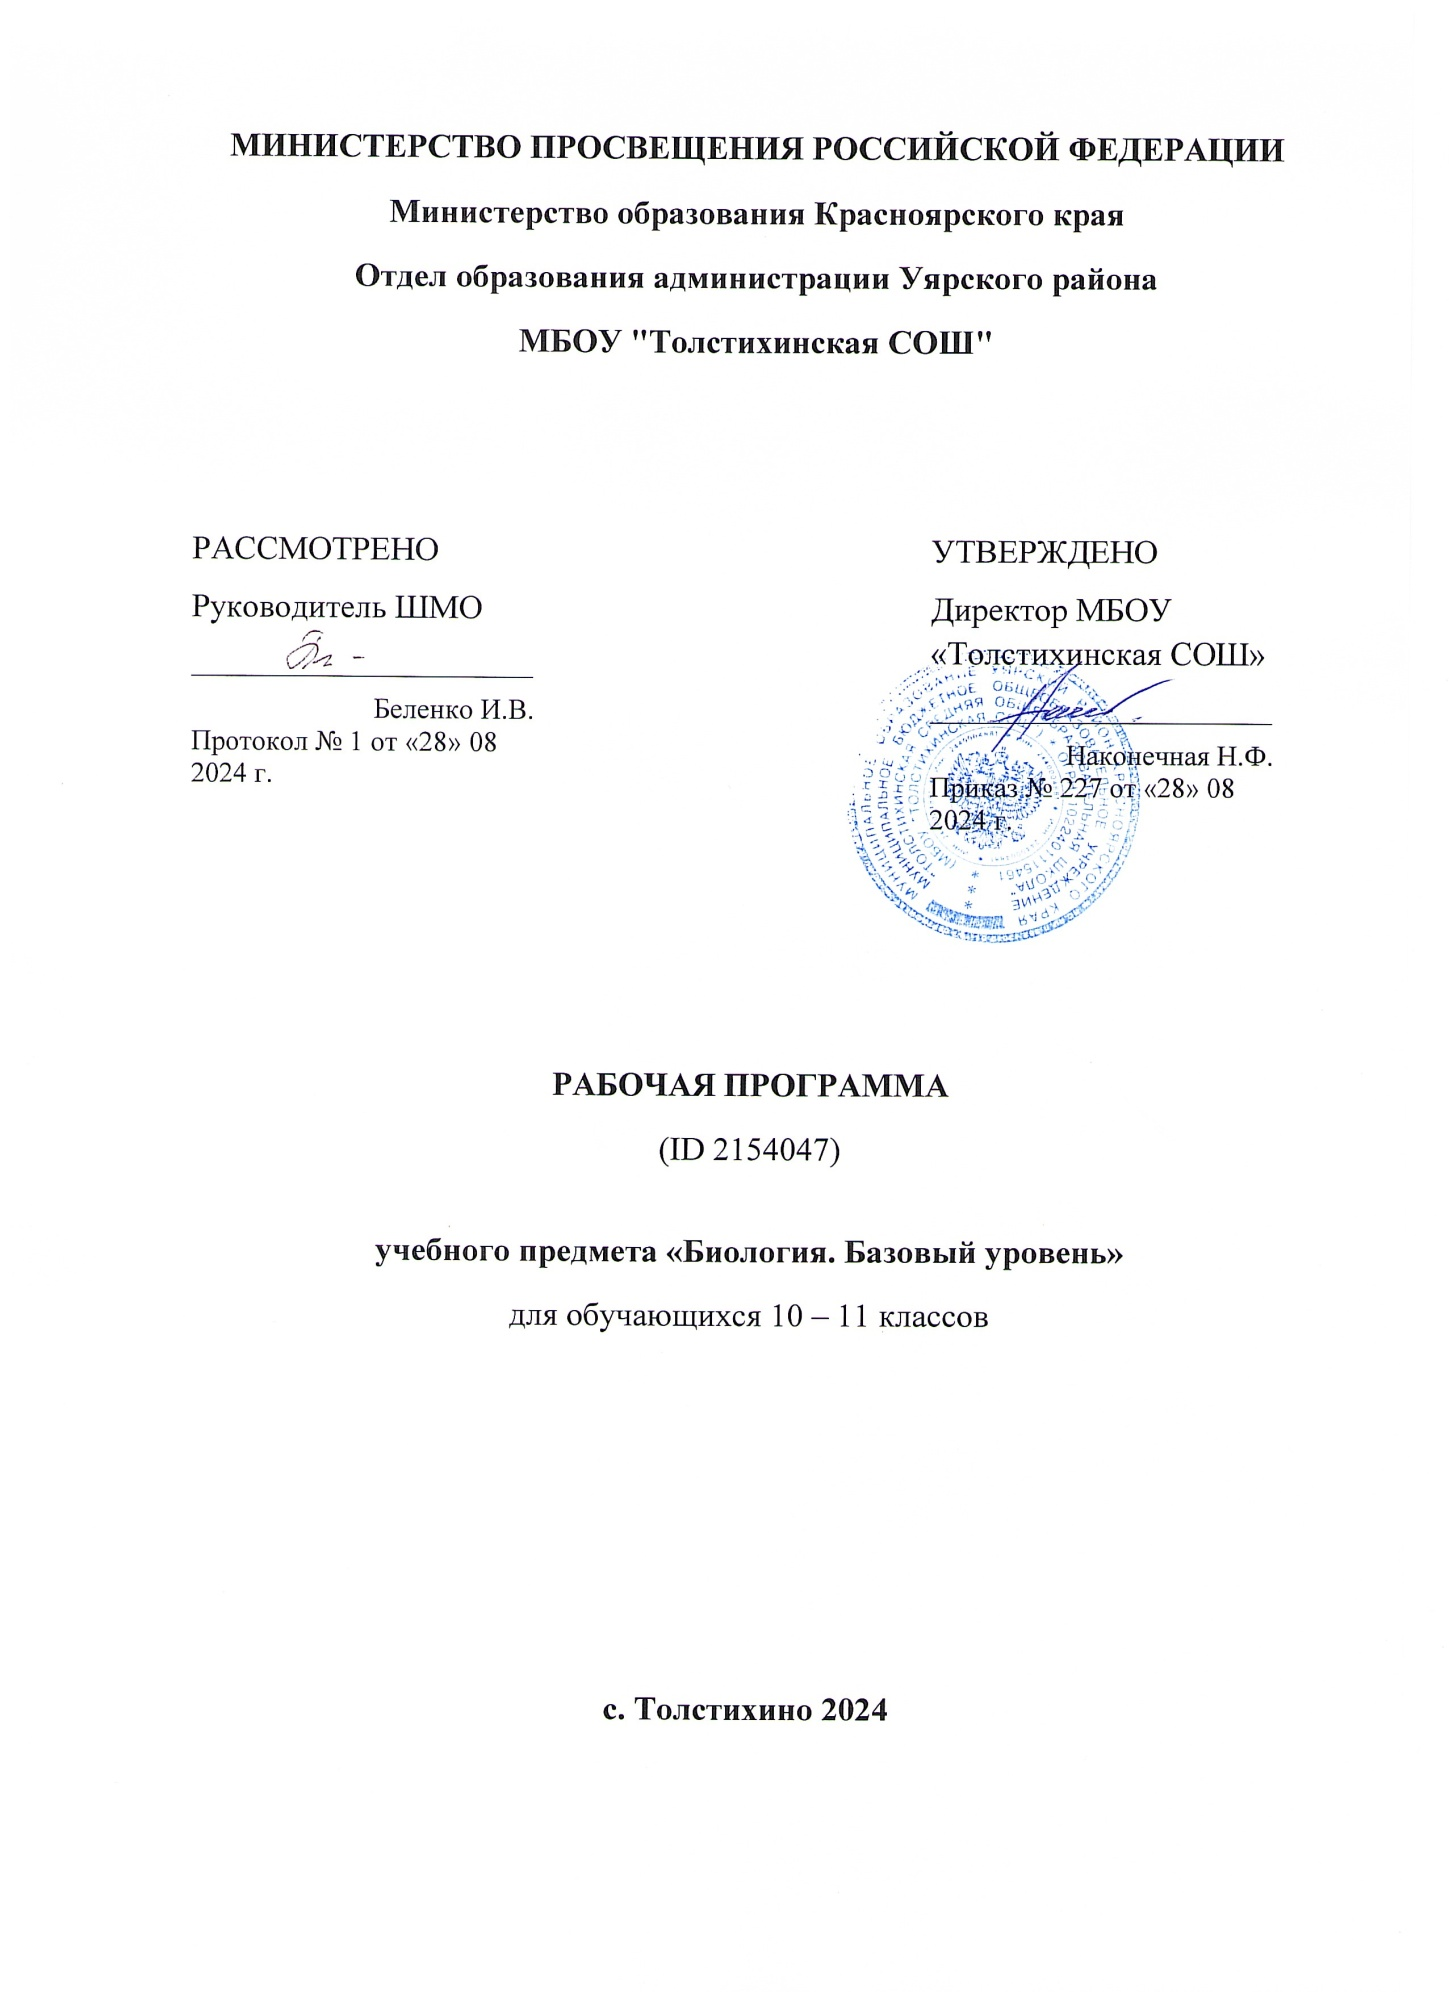 МИНИСТЕРСТВО ПРОСВЕЩЕНИЯ РОССИЙСКОЙ ФЕДЕРАЦИИ
Министерство образования Красноярского края
Отдел образования администрации Уярского района
МБОУ "Толстихинская СОШ"
РАССМОТРЕНО
Руководитель ШМО
Беленко И.В.
Протокол № 1 от «28» 08
2024 г.
УТВЕРЖДЕНО
Директор МБОУ
«Толстихинская СОШ»
Наконечная Н.Ф.
Приказ № 227 от «28» 08
2024 г.
РАБОЧАЯ ПРОГРАММА
(ID 2154047)
учебного предмета «Биология. Базовый уровень»
для обучающихся 10 – 11 классов
с. Толстихино 2024